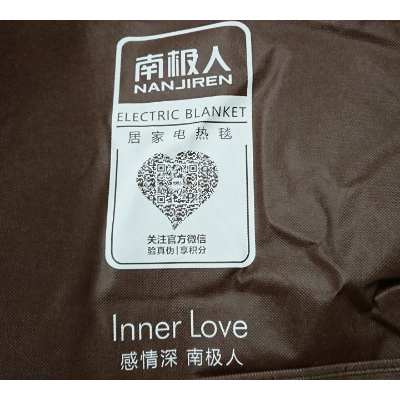 南极人
NANJIREN
ELECTRIC BLANKET
居家电热毯
关注官方微信
验真伪|享积分
Inner Love
感情深 南极人